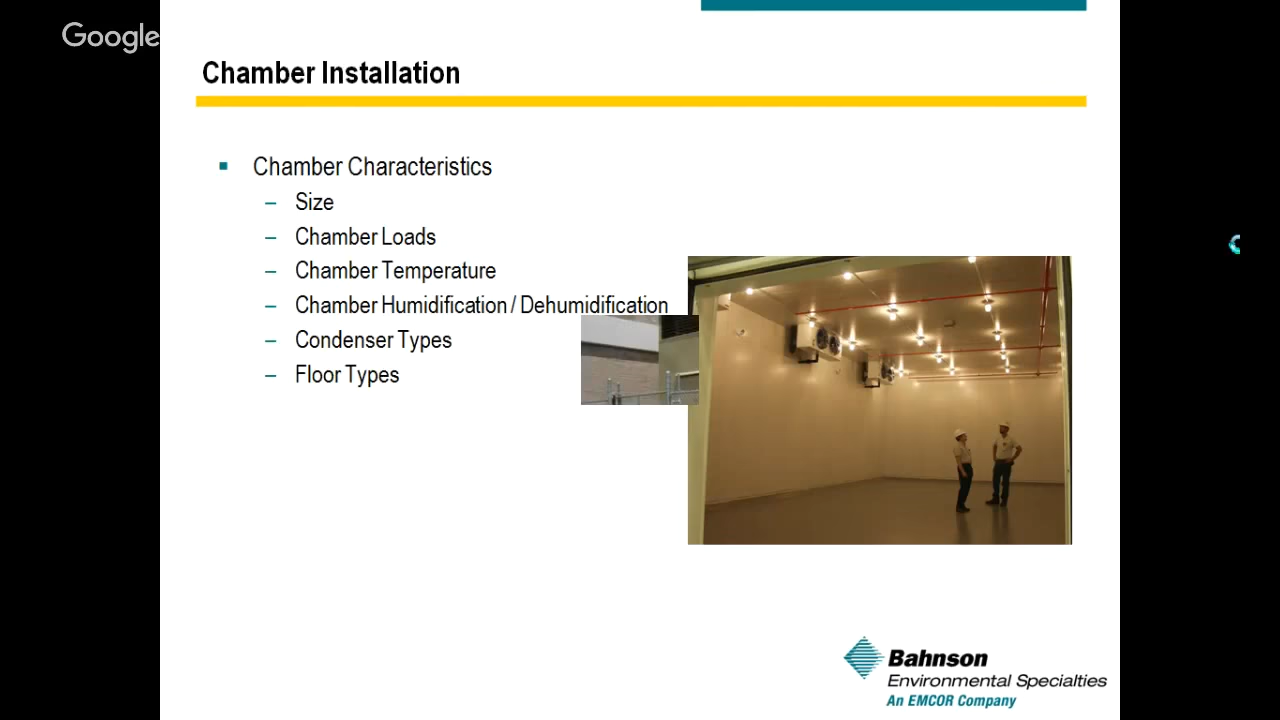 Google
Chamber Installation
▪ Chamber Characteristics
– Size
– Chamber Loads
– Chamber Temperature
– Chamber Humidification / Dehumidification
– Condenser Types
– Floor Types
Bahnson
Environmental Specialties
An EMCOR Company